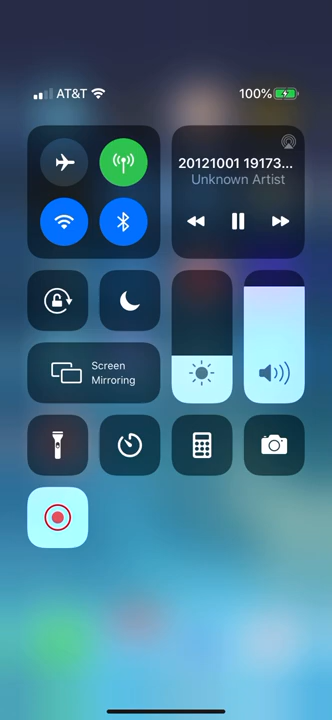 AT&T
100%
20121001 19173...
Unknown Artist
Screen
Mirroring